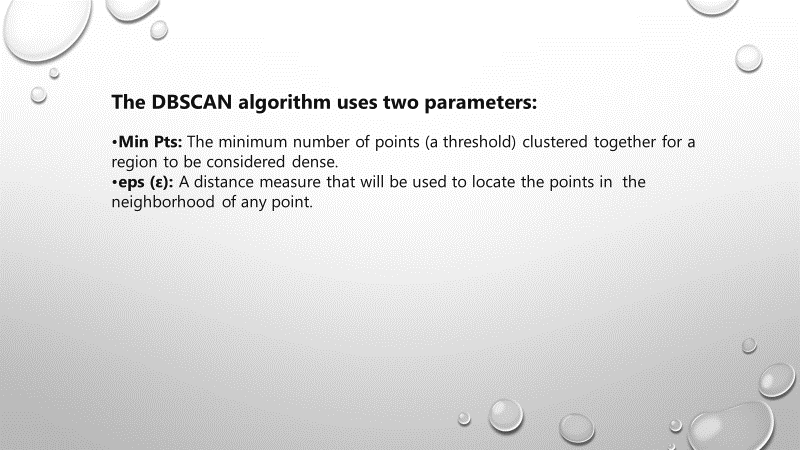 The DBSCAN algorithm uses two parameters:
•Min Pts: The minimum number of points (a threshold) clustered together for a
region to be considered dense.
•eps (ε): A distance measure that will be used to locate the points in  the
neighborhood of any point.